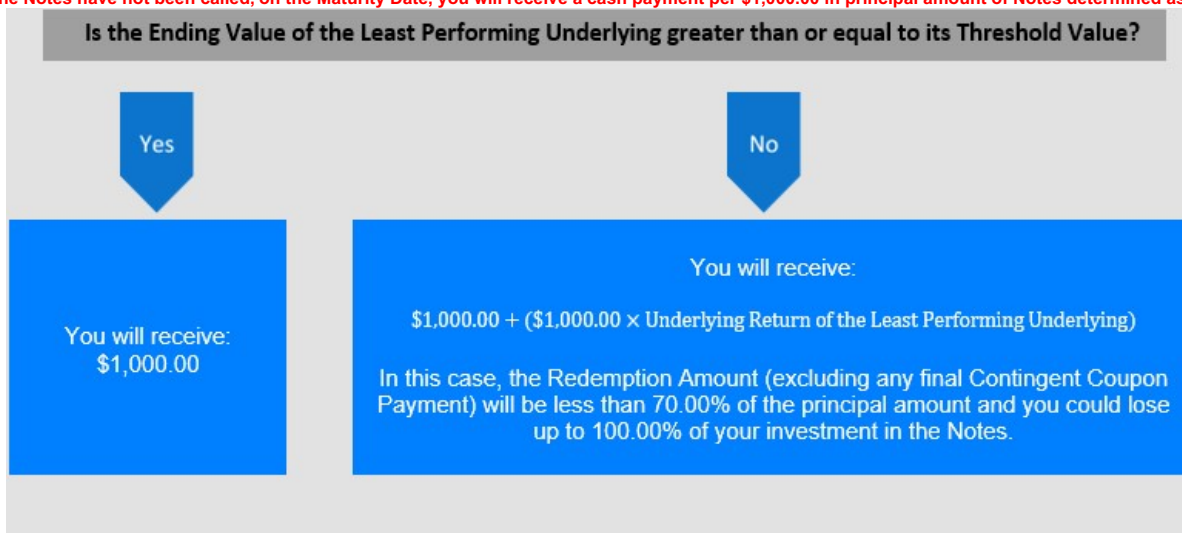 he Notes have not been called, on the Maturity Date, you will receive a cash payment per $1,000.00 in principal amount of Notes determined as
Is the Ending Value of the Least Performing Underlying greater than or equal to its Threshold Value?
Yes
No
You will receive:
$1,000.00
You will receive:
$1,000.00 + ($1,000.00 × Underlying Return of the Least Performing Underlying)
In this case, the Redemption Amount (excluding any final Contingent Coupon
Payment) will be less than 70.00% of the principal amount and you could lose
up to 100.00% of your investment in the Notes.